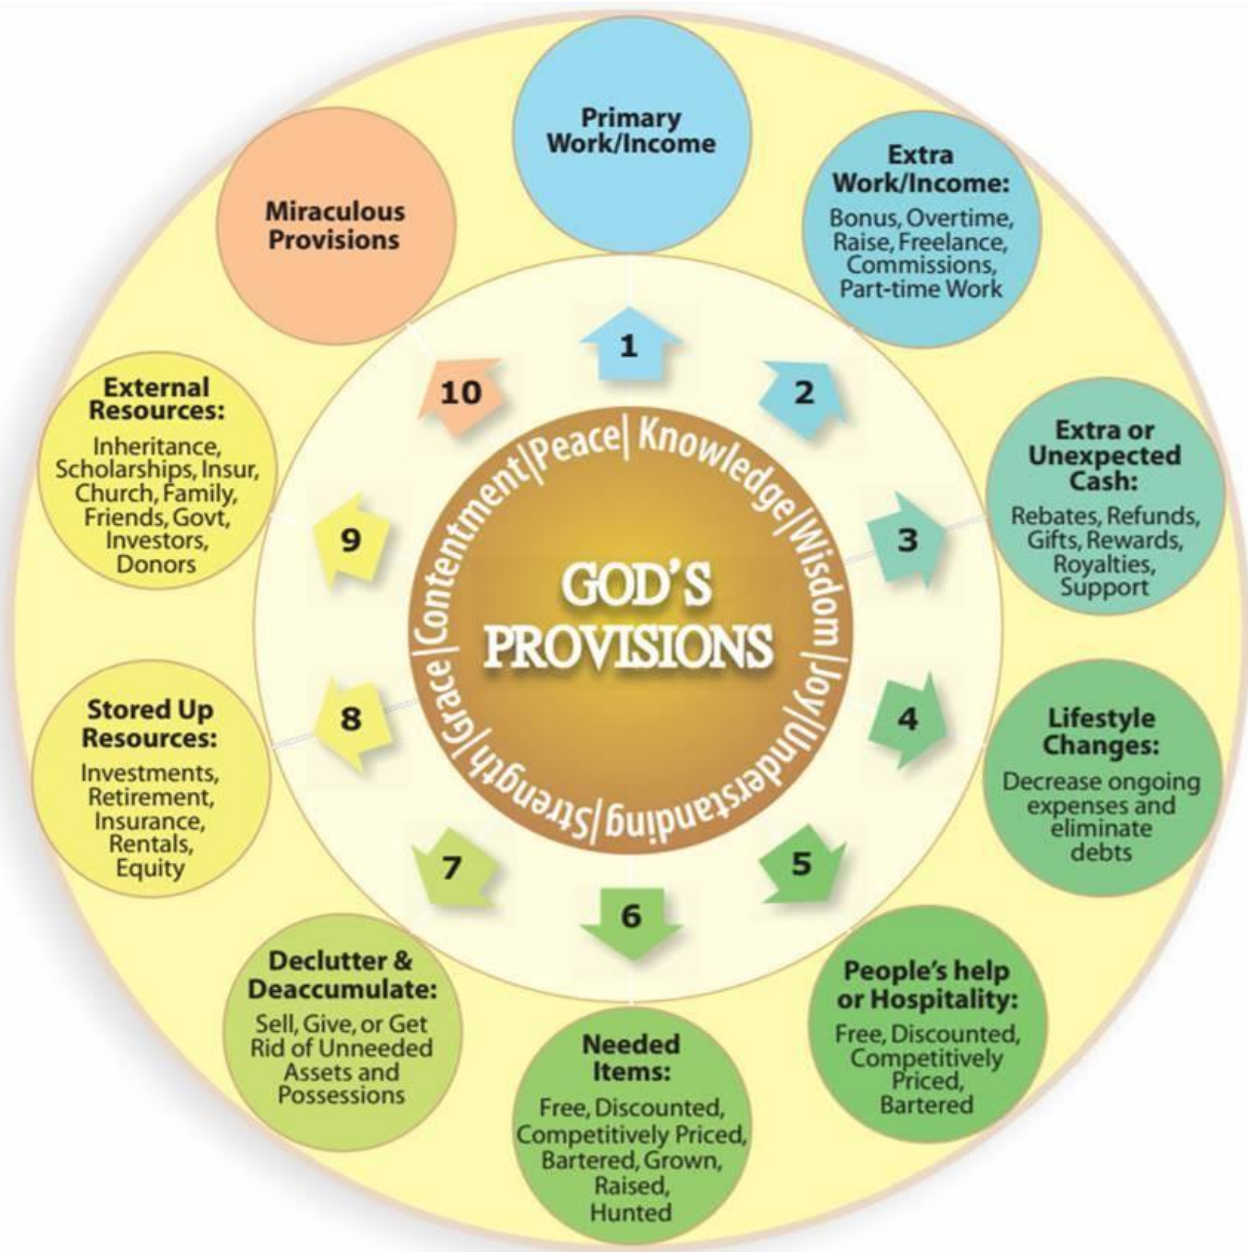 GOD'S
PROVISIONS
Peace| Knowledge|Wisdom|Joy|Understanding|Strength|Grace|Contentment|
1
Primary
Work/Income
2
Extra
Work/Income:
Bonus, Overtime,
Raise, Freelance,
Commissions,
Part-time Work
3
Extra or
Unexpected
Cash:
Rebates, Refunds,
Gifts, Rewards,
Royalties,
Support
4
Lifestyle
Changes:
Decrease ongoing
expenses and
eliminate
debts
5
People's help
or Hospitality:
Free, Discounted,
Competitively
Priced,
Bartered
6
Needed
Items:
Free, Discounted,
Competitively Priced,
Bartered, Grown,
Raised,
Hunted
7
Declutter &
Deaccumulate:
Sell, Give, or Get
Rid of Unneeded
Assets and
Possessions
8
Stored Up
Resources:
Investments,
Retirement,
Insurance,
Rentals,
Equity
9
External
Resources:
Inheritance,
Scholarships, Insur,
Church, Family,
Friends, Govt,
Investors,
Donors
10
Miraculous
Provisions